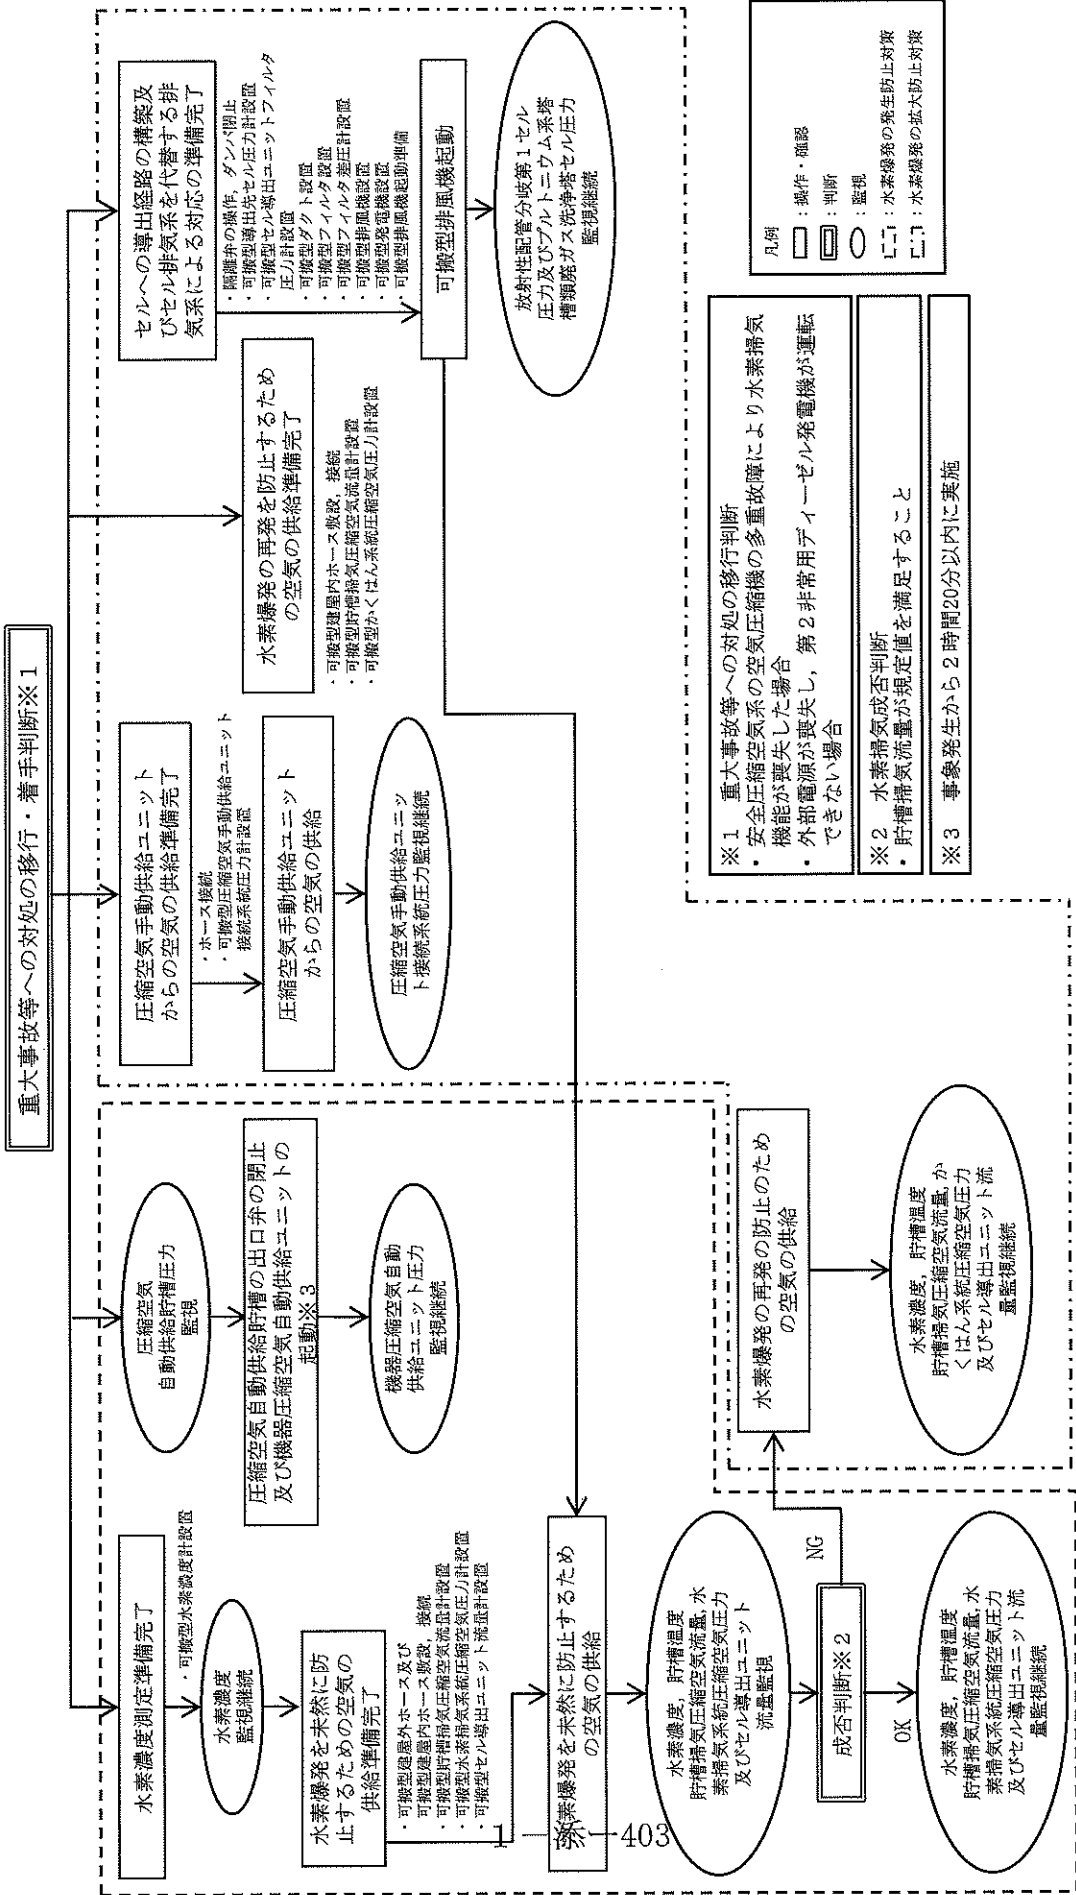 重大事故等への対処の移行・着手判断※1
水素濃度測定準備完了
・可搬型水素濃度計設置
水素濃度
監視継続
水素爆発を未然に防
止するための空気の
供給準備完了
・可搬型建屋外ホース及び
可搬型建屋内ホース敷設，接続
・可搬型貯槽掃気圧縮空気流量計設置
・可搬型水素掃気系統圧縮空気圧力計設置
・可搬型セル導出ユニット流量計設置
水素爆発を未然に防止するため
の空気の供給
水素濃度，貯槽温度
貯槽掃気圧縮空気流量，水
素掃気系統圧縮空気圧力
及びセル導出ユニット
流量監視
成否判断※2
NG
OK
水素濃度，貯槽温度
貯槽掃気圧縮空気流量，水
素掃気系統圧縮空気圧力
及びセル導出ユニット流
量監視継続
圧縮空気
自動供給貯槽圧力
監視
圧縮空気自動供給貯槽の出口弁の閉止
及び機器圧縮空気自動供給ユニットの
起動※3
機器圧縮空気自動
供給ユニット圧力
監視継続
水素爆発の再発の防止のため
の空気の供給
水素濃度，貯槽温度
貯槽掃気圧縮空気流量，か
くはん系統圧縮空気圧力
及びセル導出ユニット流
量監視継続
圧縮空気手動供給ユニット
からの空気の供給準備完了
・ホース接続
・可搬型圧縮空気手動供給ユニット
接続系統圧力計設置
圧縮空気手動供給ユニット
からの空気の供給
圧縮空気手動供給ユニッ
ト接続系統圧力監視継続
水素爆発の再発を防止するため
の空気の供給準備完了
・可搬型建屋内ホース敷設，接続
・可搬型貯槽掃気圧縮空気流量計設置
・可搬型かくはん系統圧縮空気圧力計設置
セルへの導出経路の構築及
びセル排気系を代替する排
気系による対応の準備完了
・隔離弁の操作，ダンパ閉止
・可搬型導出先セル圧力計設置
・可搬型セル導出ユニットフィルタ
圧力計設置
・可搬型ダクト設置
・可搬型フィルタ設置
・可搬型フィルタ差圧計設置
・可搬型排風機設置
・可搬型発電機設置
・可搬型排風機起動準備
可搬型排風機起動
放射性配管分岐第1セル
圧力及びプルトニウム系塔
槽類廃ガス洗浄塔セル圧力
監視継続
※1　重大事故等への対処の移行判断
・安全圧縮空気系の空気圧縮機の多重故障により水素掃気
機能が喪失した場合
・外部電源が喪失し，第2非常用ディーゼル発電機が運転
できない場合
※2　水素掃気成否判断
・貯槽掃気流量が規定値を満足すること
※3　事象発生から2時間20分以内に実施
凡例
：操作・確認
：判断
：監視
：水素爆発の発生防止対策
：水素爆発の拡大防止対策
403